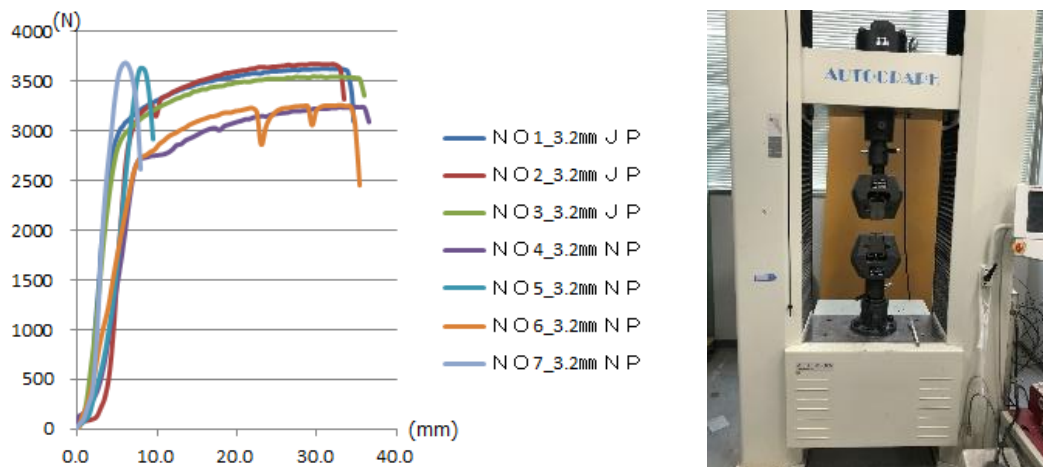 (N)
4000
3500
3000
2500
2000
1500
1000
500
0
0.0 10.0 20.0 30.0 40.0
(mm)
NO1_3.2㎜ JP
NO2_3.2㎜ JP
NO3_3.2㎜ JP
NO4_3.2㎜ NP
NO5_3.2㎜ NP
NO6_3.2㎜ NP
NO7_3.2㎜ NP
AUTOGRAPH